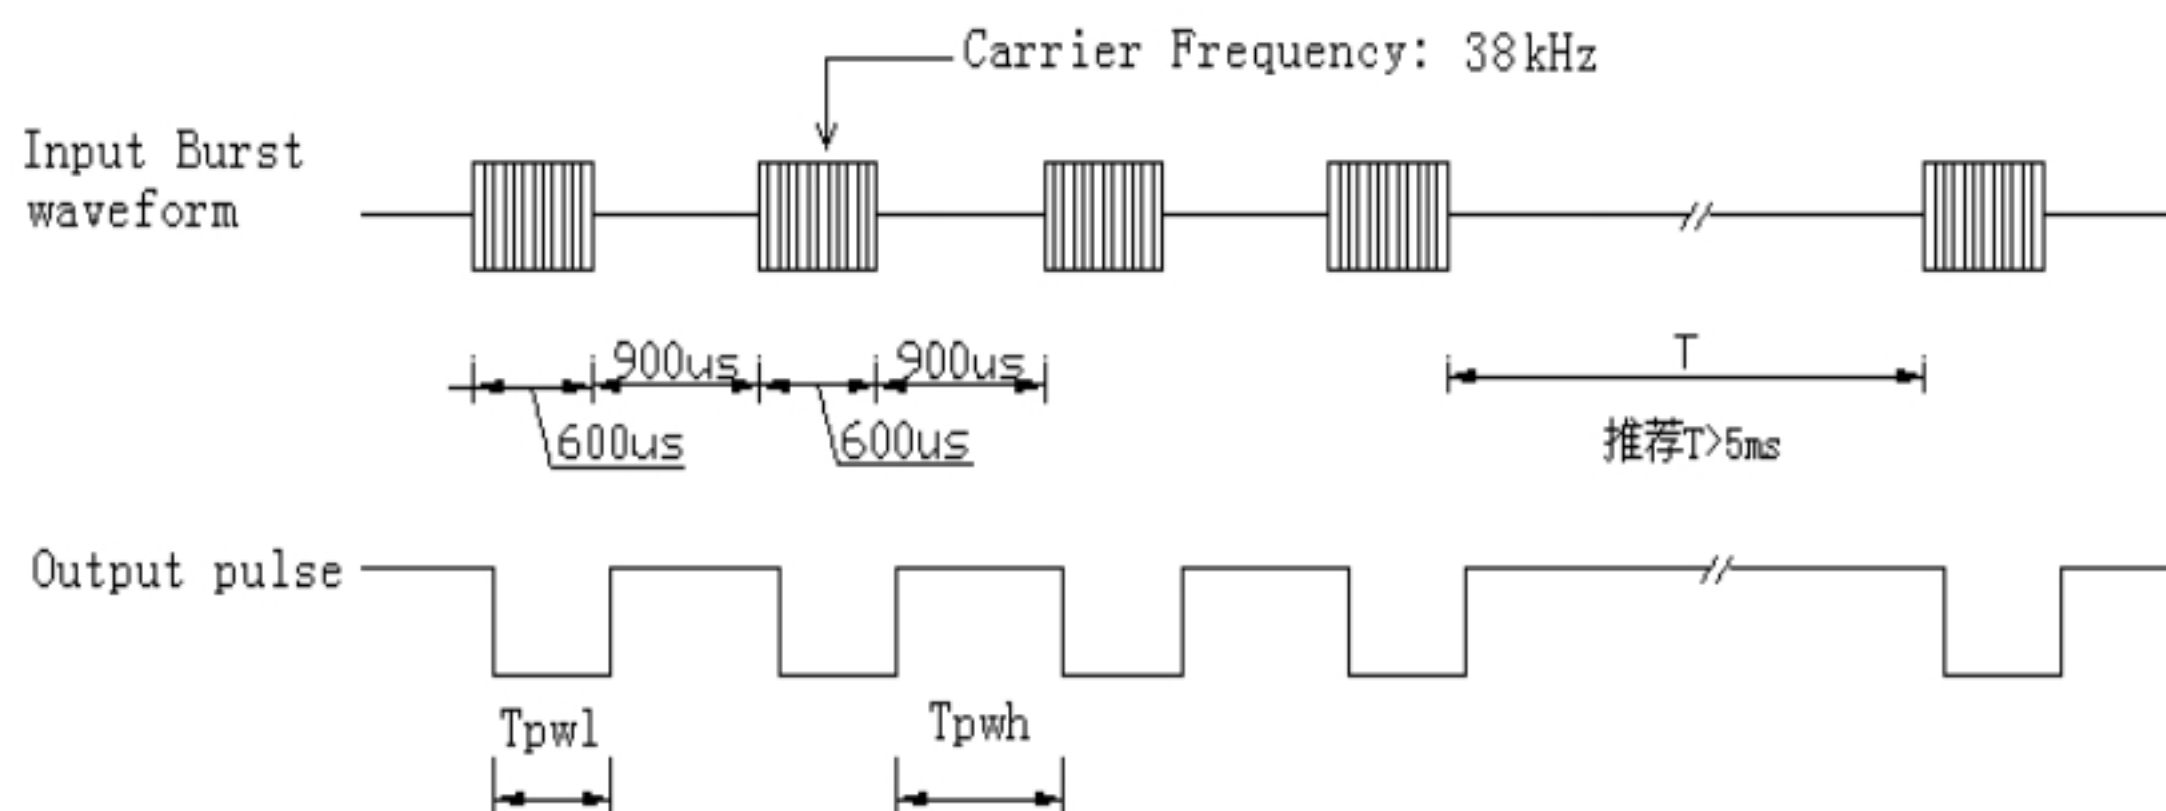 Carrier Frequency: 38kHz
Input Burst
waveform
900us
900us
T
600us
600us
推荐T>5ms
Output pulse
Tpwl
Tpwh